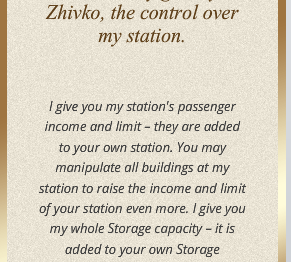 Zhivko, the control over
my station.
I give you my station's passenger
income and limit – they are added
to your own station. You may
manipulate all buildings at my
station to raise the income and limit
of your station even more. I give you
my whole Storage capacity – it is
added to your own Storage